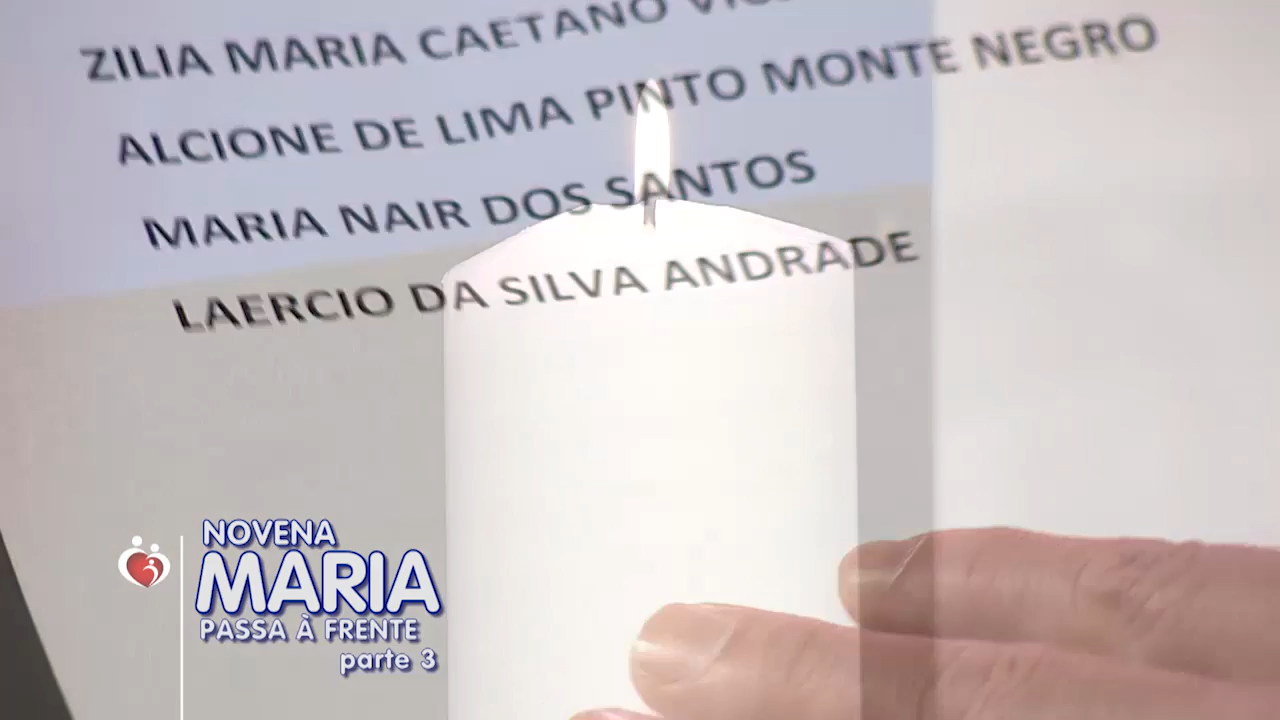 ZILIA MARIA CAETANO
ALCIONE DE LIMA PINTO MONTE NEGRO
MARIA NAIR DOS SANTOS
LAERCIO DA SILVA ANDRADE
NOVENA
MARIA
PASSA À FRENTE
parte 3